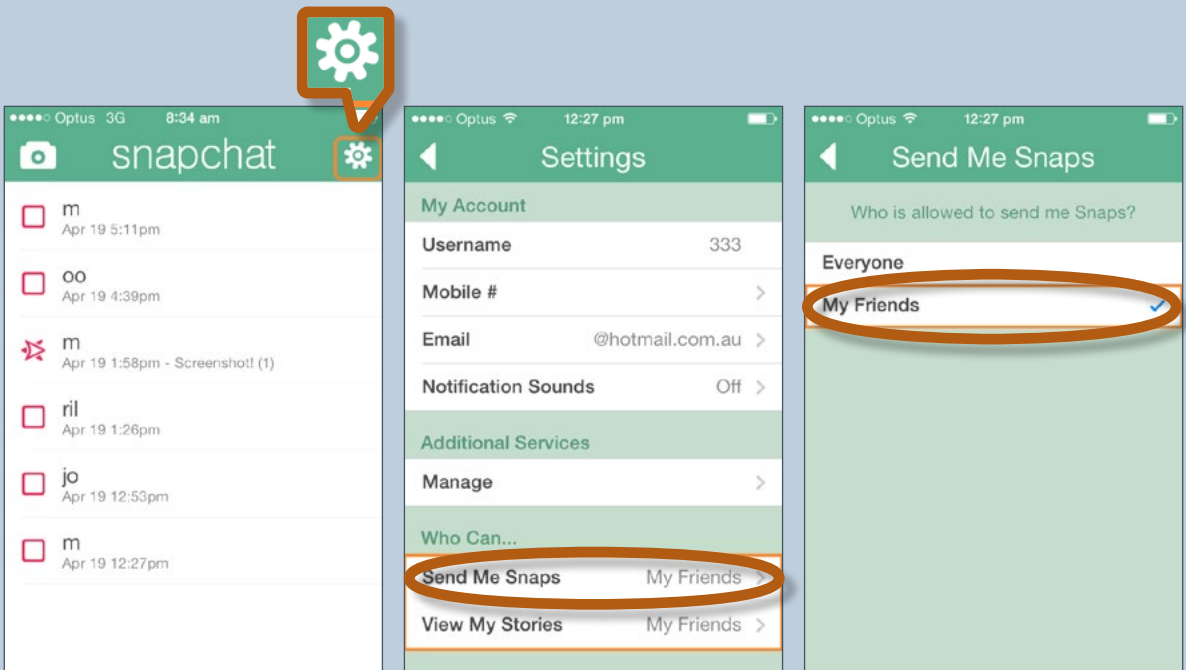 Optus 3G 8:34 am
snapchat
m
Apr 19 5:11pm
oo
Apr 19 4:39pm
m
Apr 19 1:58pm - Screenshot! (1)
ril
Apr 19 1:26pm
jo
Apr 19 12:53pm
m
Apr 19 12:27pm
Optus 12:27 pm
Settings
My Account
Username 333
Mobile #
Email @hotmail.com.au
Notification Sounds Off
Additional Services
Manage
Who Can...
Send Me Snaps My Friends
View My Stories My Friends
Optus 12:27 pm
Send Me Snaps
Who is allowed to send me Snaps?
Everyone
My Friends